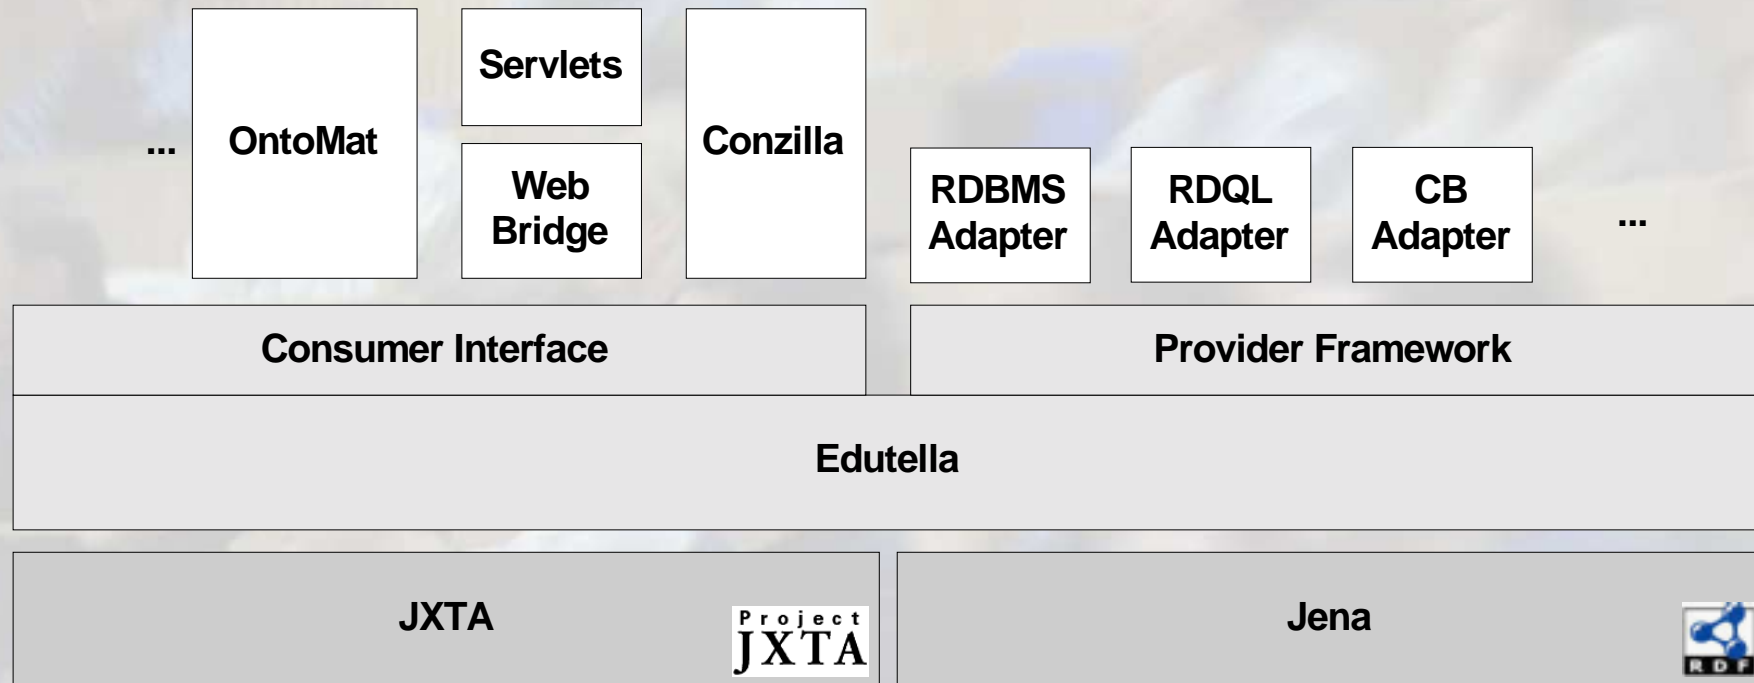 Servlets
...
OntoMat
Conzilla
Web
Bridge
RDBMS
Adapter
RDQL
Adapter
CB
Adapter
...
Consumer Interface
Provider Framework
Edutella
JXTA
Project
JXTA
Jena
RDF